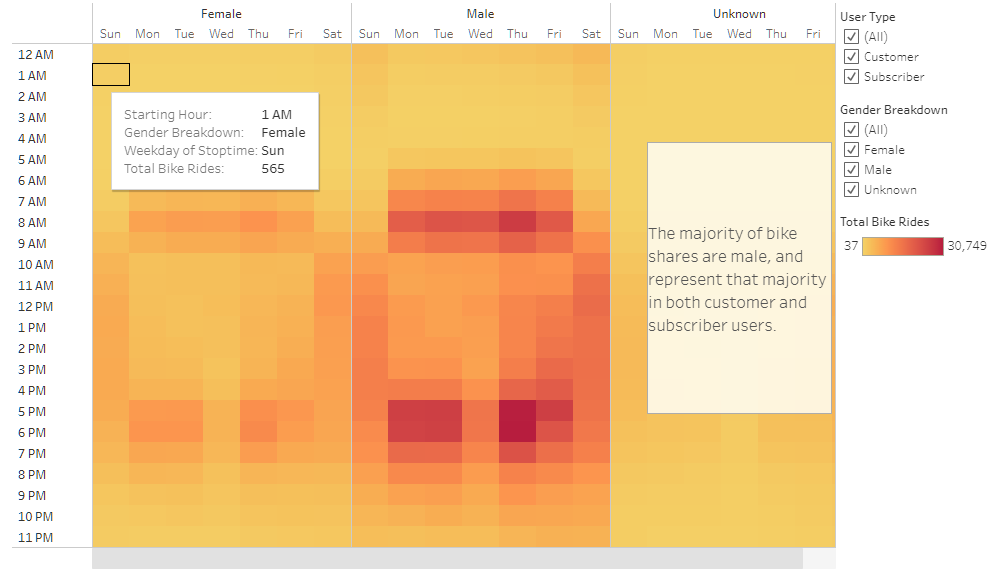 Female Male Unknown
Sun Mon Tue Wed Thu Fri Sat Sun Mon Tue Wed Thu Fri Sat Sun Mon Tue Wed Thu Fri
12 AM
1 AM
2 AM
3 AM
4 AM
5 AM
6 AM
7 AM
8 AM
9 AM
10 AM
11 AM
12 PM
1 PM
2 PM
3 PM
4 PM
5 PM
6 PM
7 PM
8 PM
9 PM
10 PM
11 PM
Starting Hour: 1 AM
Gender Breakdown: Female
Weekday of Stoptime: Sun
Total Bike Rides: 565
The majority of bike
shares are male, and
represent that majority
in both customer and
subscriber users.
User Type
(All)
Customer
Subscriber
Gender Breakdown
(All)
Female
Male
Unknown
Total Bike Rides
37 30,749